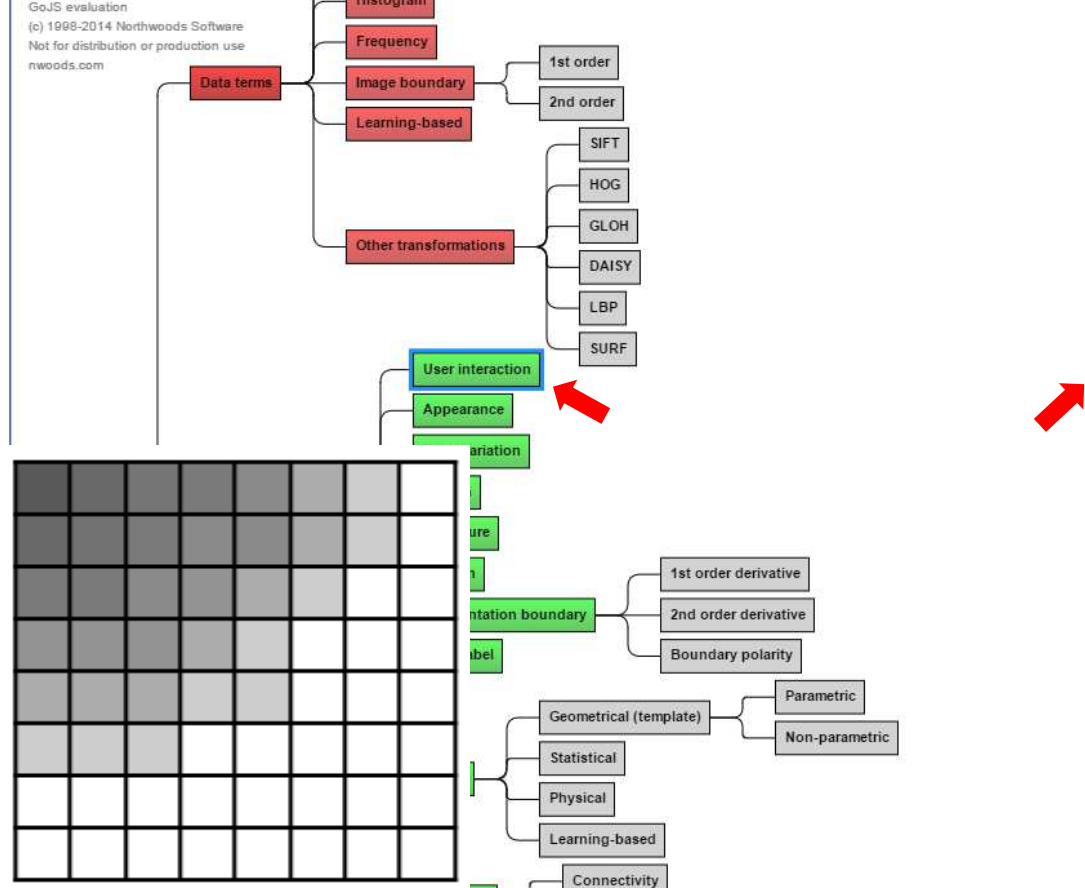 GoJS evaluation
(c) 1998-2014 Northwoods Software
Not for distribution or production use
nwoods.com
Histogram
Frequency
Data terms
Image boundary
1st order
2nd order
Learning-based
SIFT
HOG
GLOH
Other transformations
DAISY
LBP
SURF
User interaction
Appearance
ariation
ure
ntation boundary
1st order derivative
2nd order derivative
abel
Boundary polarity
Geometrical (template)
Parametric
Non-parametric
Statistical
Physical
Learning-based
Connectivity